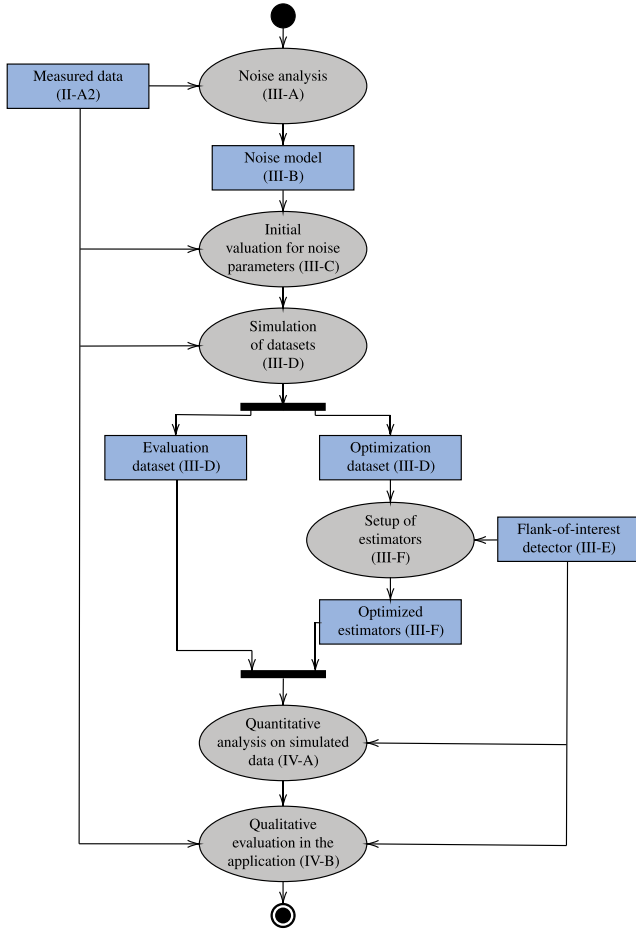 Noise analysis
(III-A)
Measured data
(II-A2)
Noise model
(III-B)
Initial
valuation for noise
parameters (III-C)
Simulation
of datasets
(III-D)
Evaluation
dataset (III-D)
Optimization
dataset (III-D)
Setup of
estimators
(III-F)
Flank-of-interest
detector (III-E)
Optimized
estimators (III-F)
Quantitative
analysis on simulated
data (IV-A)
Qualitative
evaluation in the
application (IV-B)